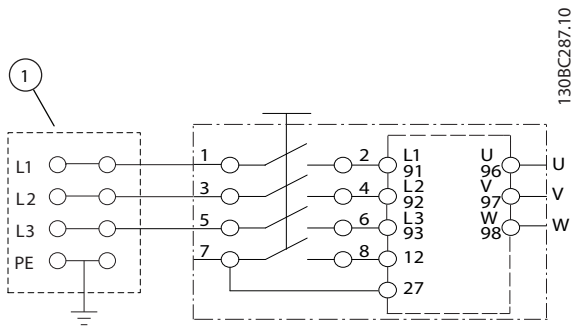 130BC287.10
1
L1 1 2 L1 91 U 96 U
L2 3 4 L2 92 V 97 V
L3 5 6 L3 93 W 98 W
PE 7 8 12
27